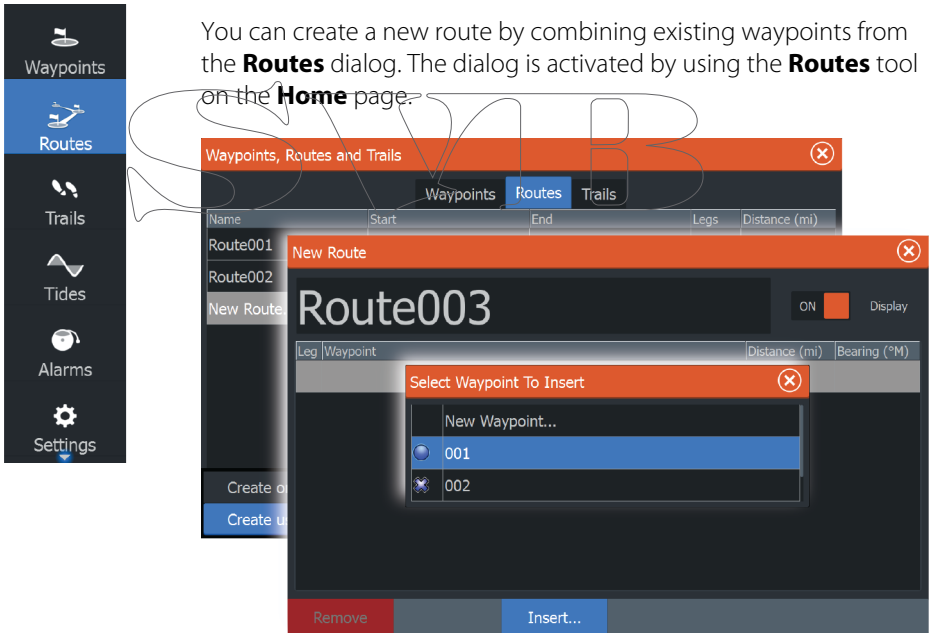 You can create a new route by combining existing waypoints from
the Routes dialog. The dialog is activated by using the Routes tool
on the Home page.
Waypoints
Routes
Trails
Tides
Alarms
Settings
SVB
Waypoints, Routes and Trails
Waypoints Routes Trails
Name Start End Legs Distance (mi)
Route001
Route002
New Route
New Route
Route003
ON Display
Leg Waypoint Distance (mi) Bearing (°M)
Select Waypoint To Insert
New Waypoint...
001
002
Create
Create
Remove Insert...